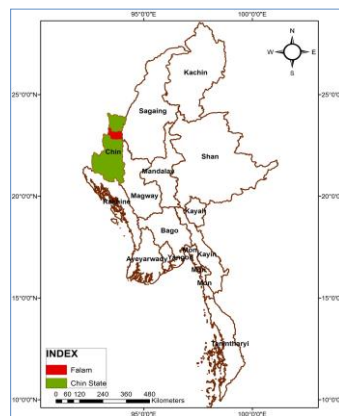 95°0'0"E
100°0'0"E
N
W
E
S
Kachin
25°0'0"N
25°0'0"N
Sagaing
Chin
Shan
Mandalay
20°0'0"N
20°0'0"N
Rakhine
Magway
Kayah
Bago
Ayeyarwady
Yangon
Mon
Kayin
Mon
Mon
15°0'0"N
15°0'0"N
Tanintharyi
INDEX
Falam
Chin State
0 60 120 240 360 480
Kilometers
10°0'0"N
10°0'0"N
95°0'0"E
100°0'0"E